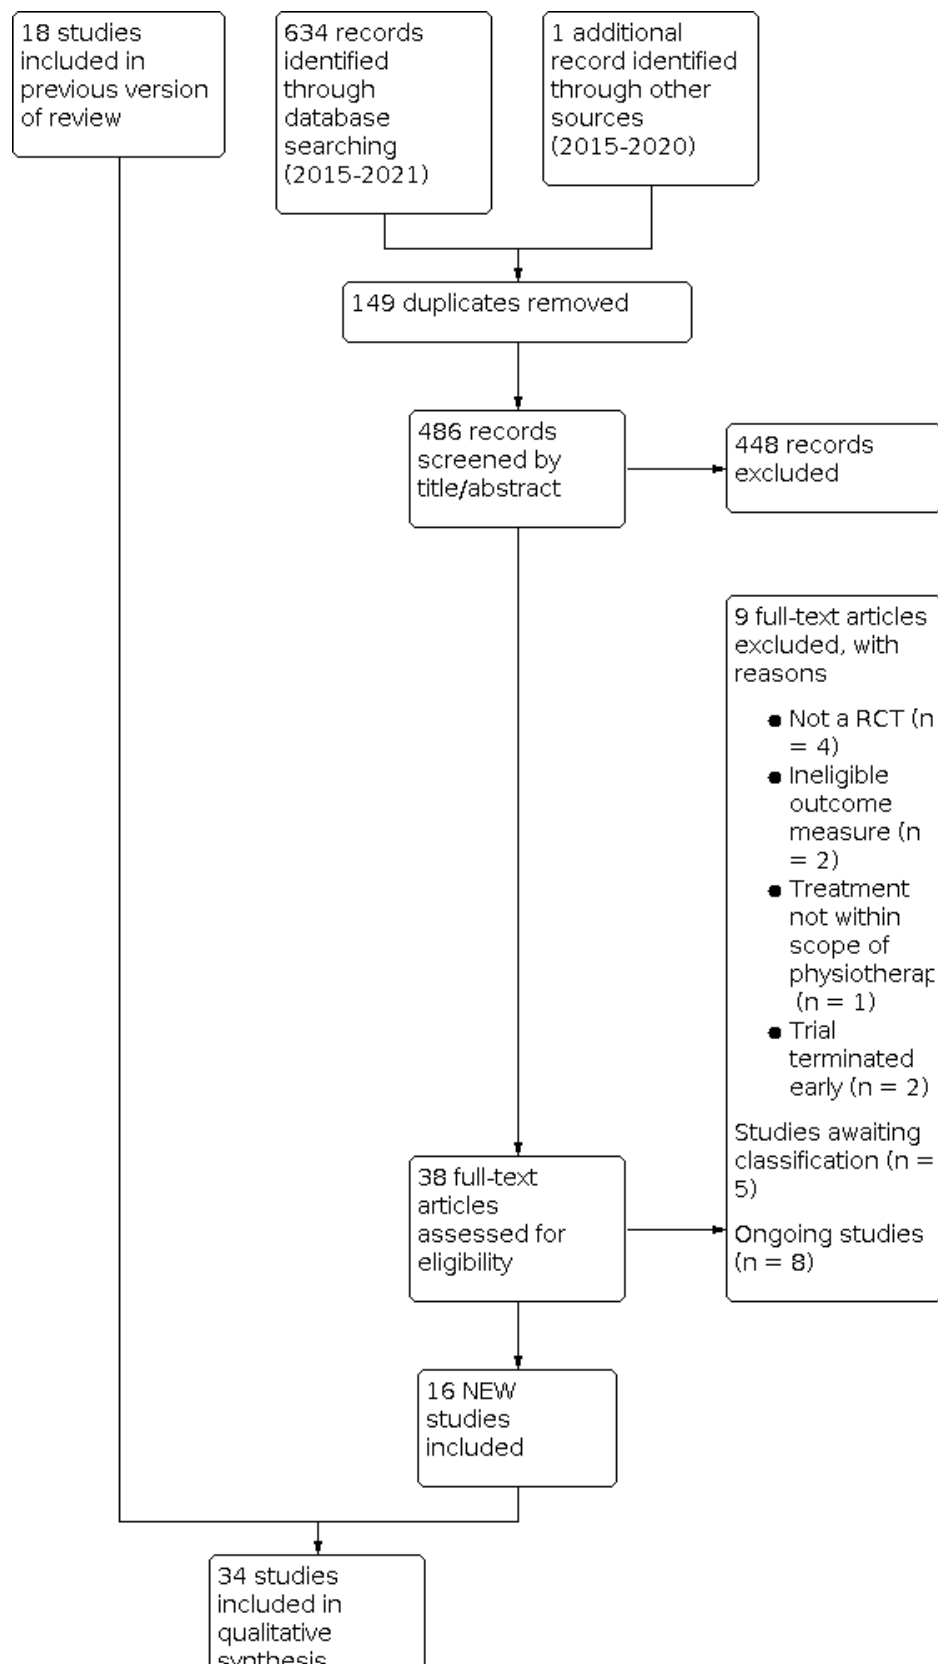 18 studies
included in
previous version
of review
634 records
identified
through
database
searching
(2015-2021)
1 additional
record identified
through other
sources
(2015-2020)
149 duplicates removed
486 records
screened by
title/abstract
448 records
excluded
9 full-text articles
excluded, with
reasons
● Not a RCT (n
= 4)
● Ineligible
outcome
measure (n
= 2)
● Treatment
not within
scope of
physiotherap
(n = 1)
● Trial
terminated
early (n = 2)
Studies awaiting
classification (n =
5)
Ongoing studies
(n = 8)
38 full-text
articles
assessed for
eligibility
16 NEW
studies
included
34 studies
included in
qualitative
synthesis